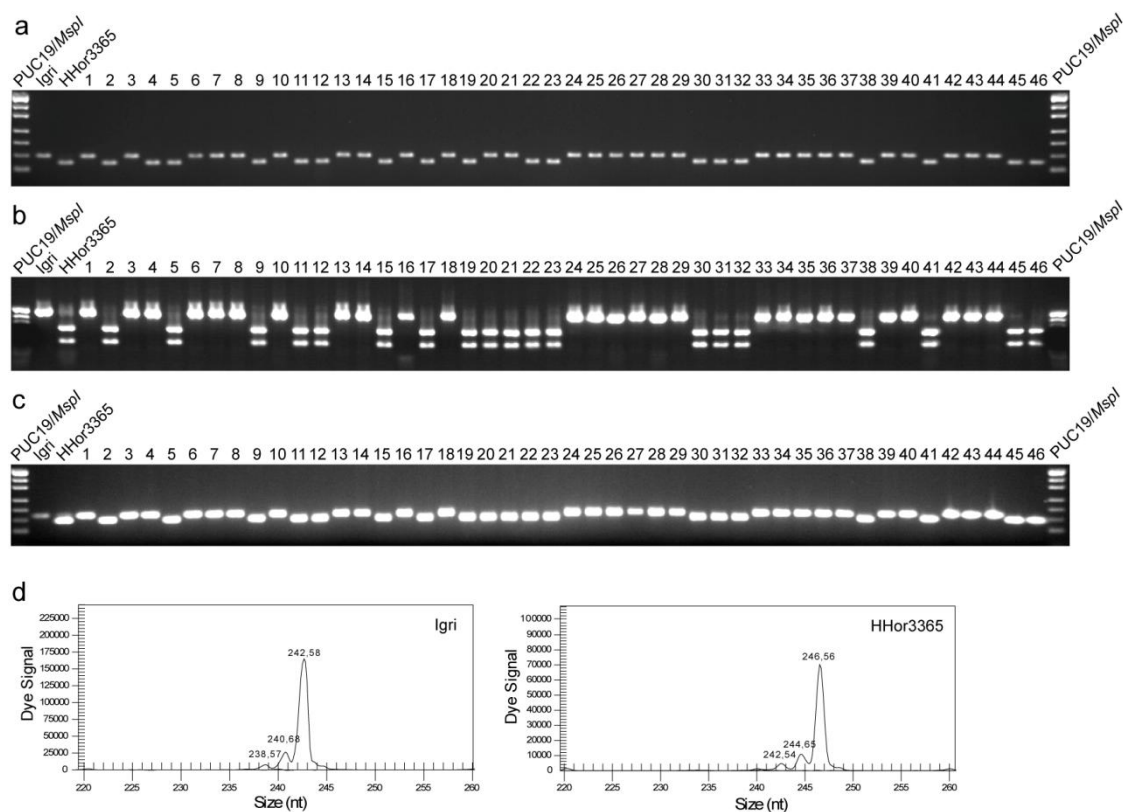 a
PUC19/MspI Igri HHor3365 1 2 3 4 5 6 7 8 9 10 11 12 13 14 15 16 17 18 19 20 21 22 23 24 25 26 27 28 29 30 31 32 33 34 35 36 37 38 39 40 41 42 43 44 45 46 PUC19/MspI
b
PUC19/MspI Igri HHor3365 1 2 3 4 5 6 7 8 9 10 11 12 13 14 15 16 17 18 19 20 21 22 23 24 25 26 27 28 29 30 31 32 33 34 35 36 37 38 39 40 41 42 43 44 45 46 PUC19/MspI
c
PUC19/MspI Igri HHor3365 1 2 3 4 5 6 7 8 9 10 11 12 13 14 15 16 17 18 19 20 21 22 23 24 25 26 27 28 29 30 31 32 33 34 35 36 37 38 39 40 41 42 43 44 45 46 PUC19/MspI
d
Dye Signal
225000
200000
175000
150000
125000
100000
75000
50000
25000
0
Igri
242,58
240,68
238,57
220 225 230 235 240 245 250 255 260
Size (nt)
Dye Signal
100000
90000
80000
70000
60000
50000
40000
30000
20000
10000
0
HHor3365
246,56
244,65
242,54
220 225 230 235 240 245 250 255 260
Size (nt)